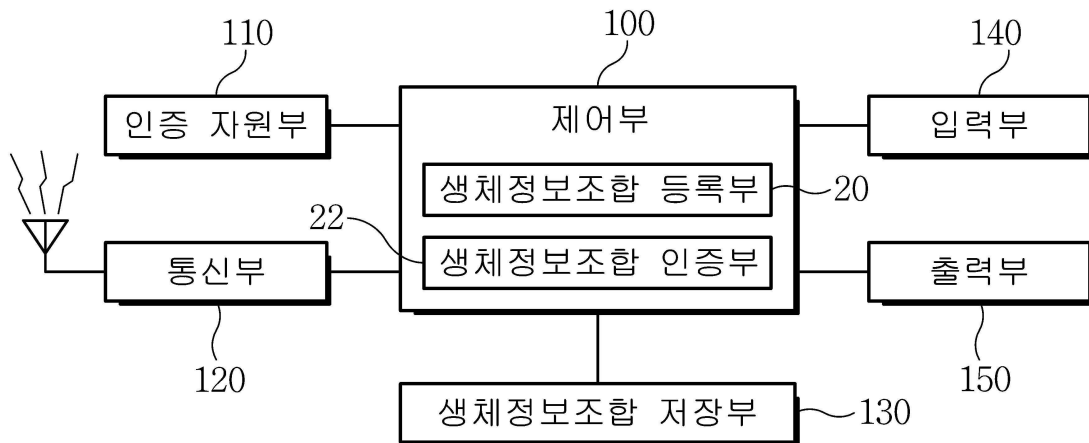 100
110
140
인증 자원부
제어부
입력부
생체정보조합 등록부
20
22
생체정보조합 인증부
통신부
출력부
120
150
생체정보조합 저장부
130